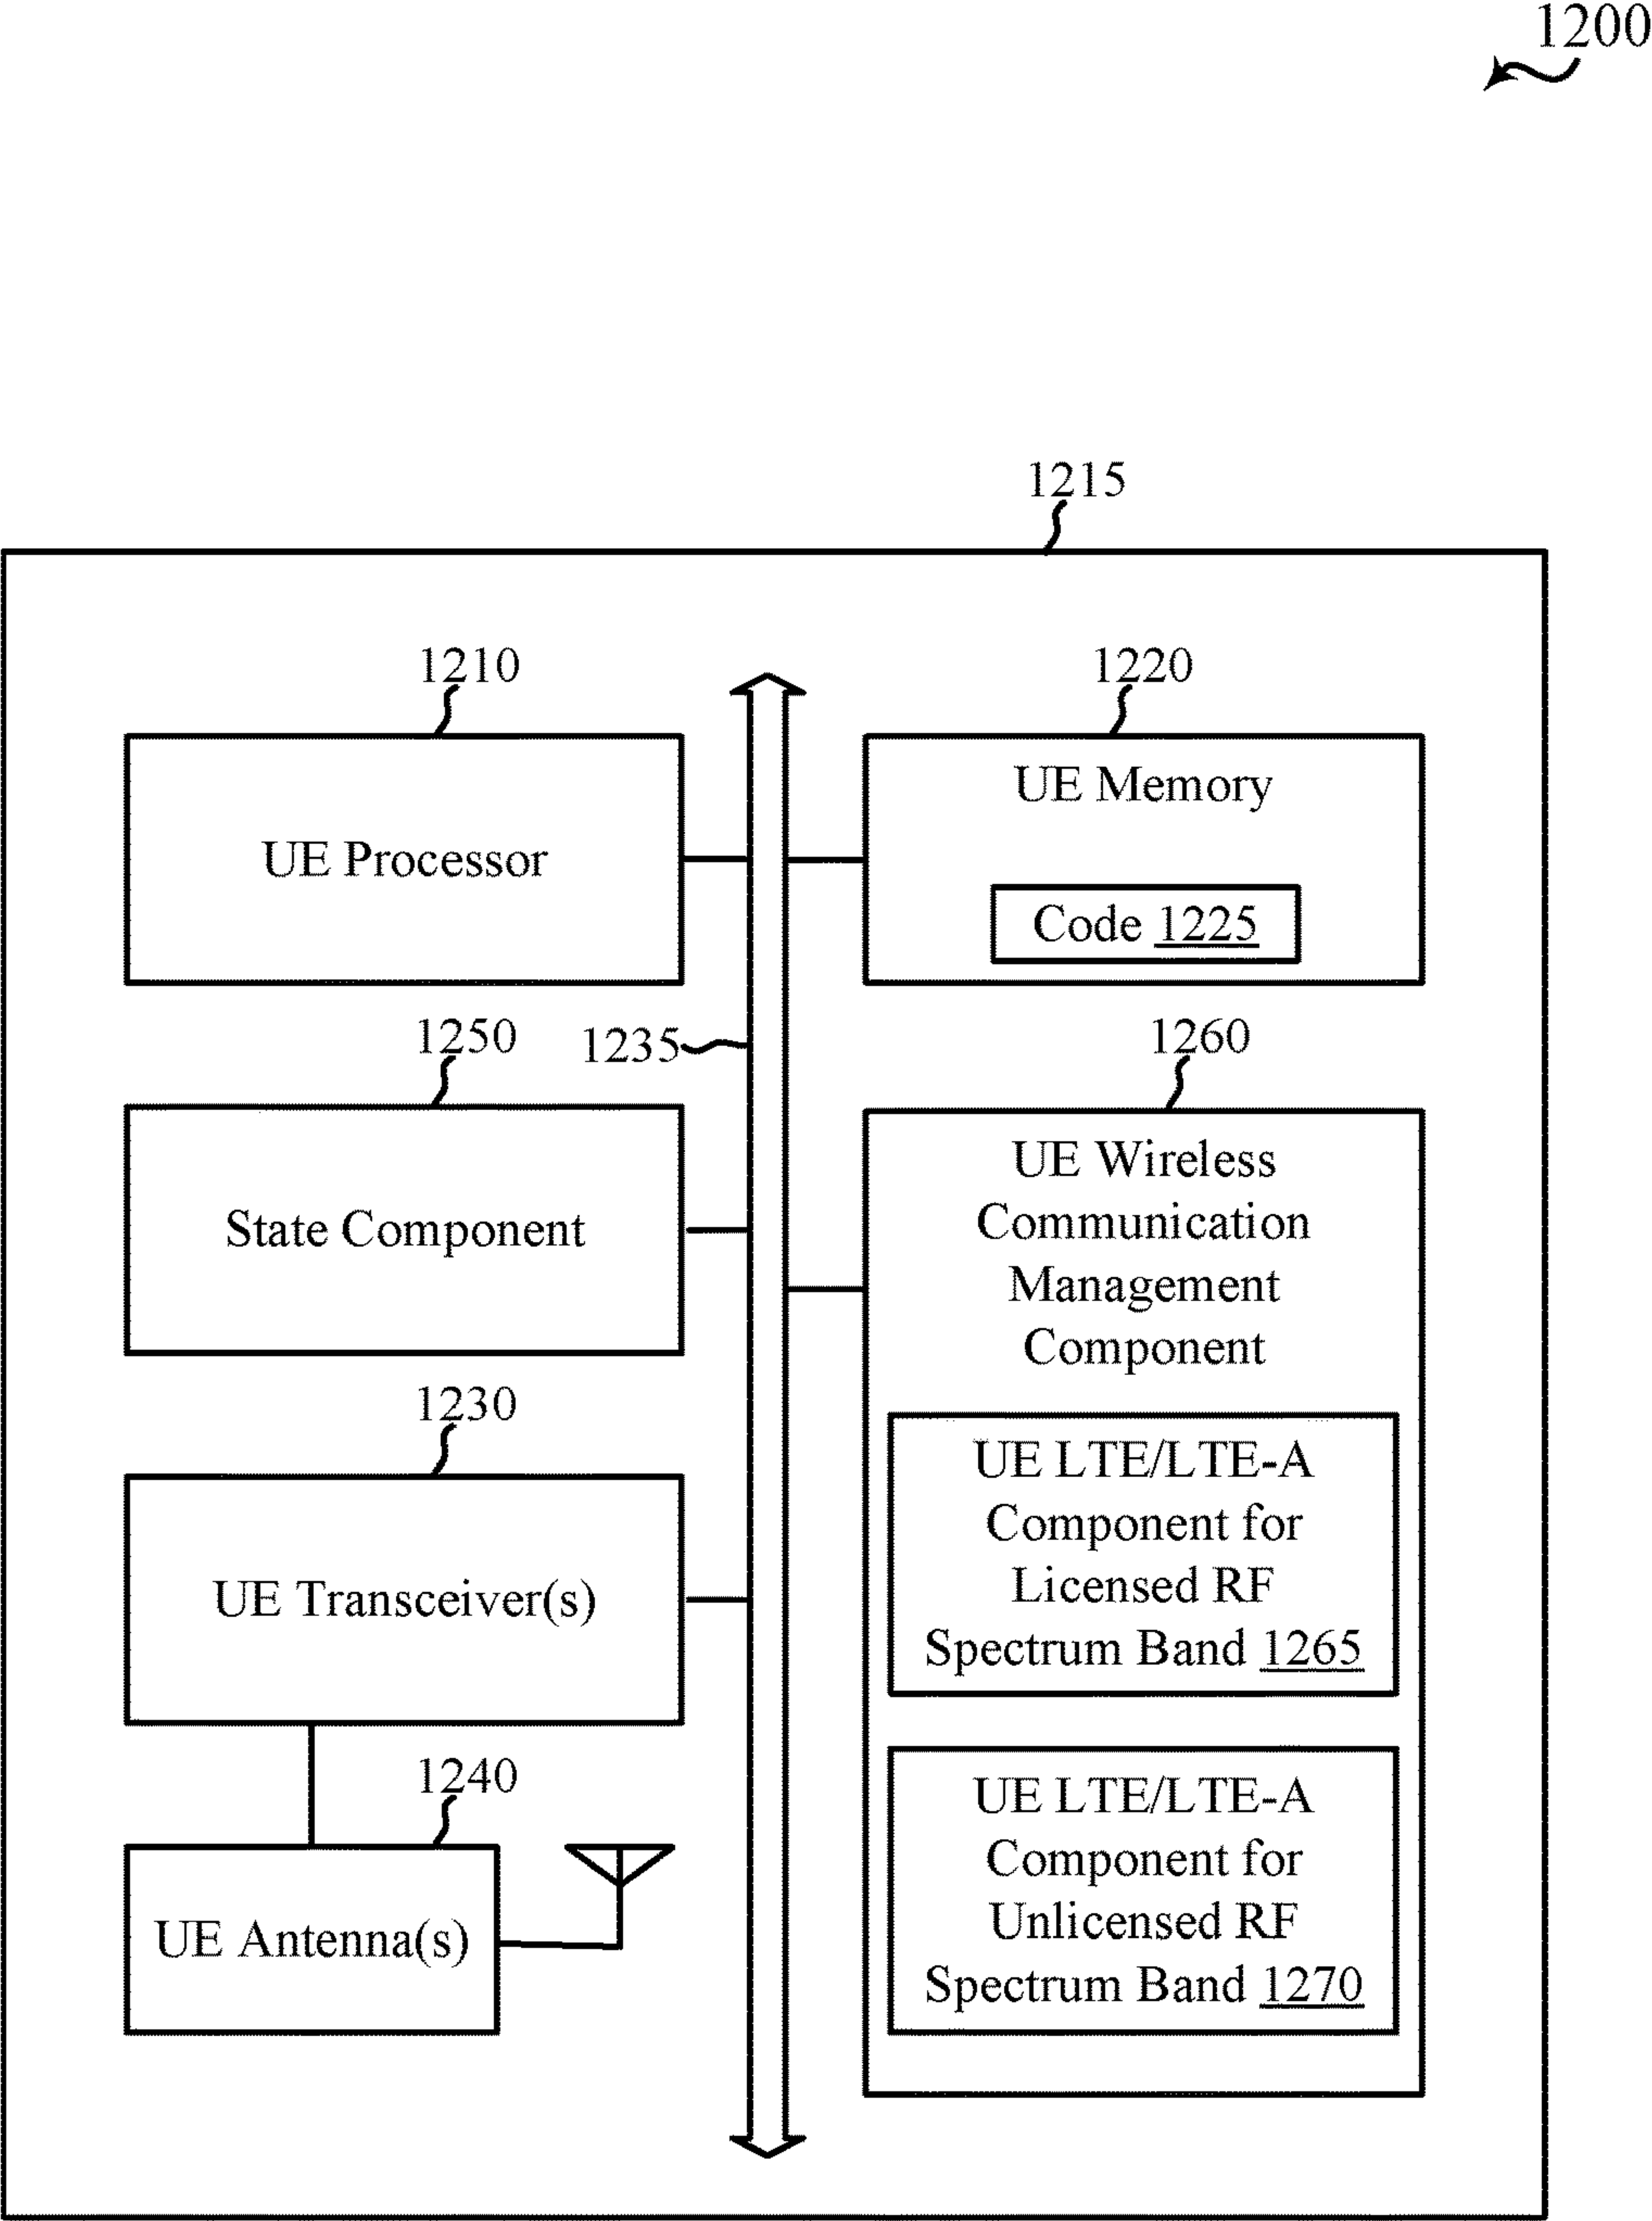 1200
1215
1210
UE Processor
1220
UE Memory
Code 1225
1235
1250
State Component
1260
UE Wireless
Communication
Management
Component
UE LTE/LTE-A
Component for
Licensed RF
Spectrum Band 1265
UE LTE/LTE-A
Component for
Unlicensed RF
Spectrum Band 1270
1230
UE Transceiver(s)
1240
UE Antenna(s)